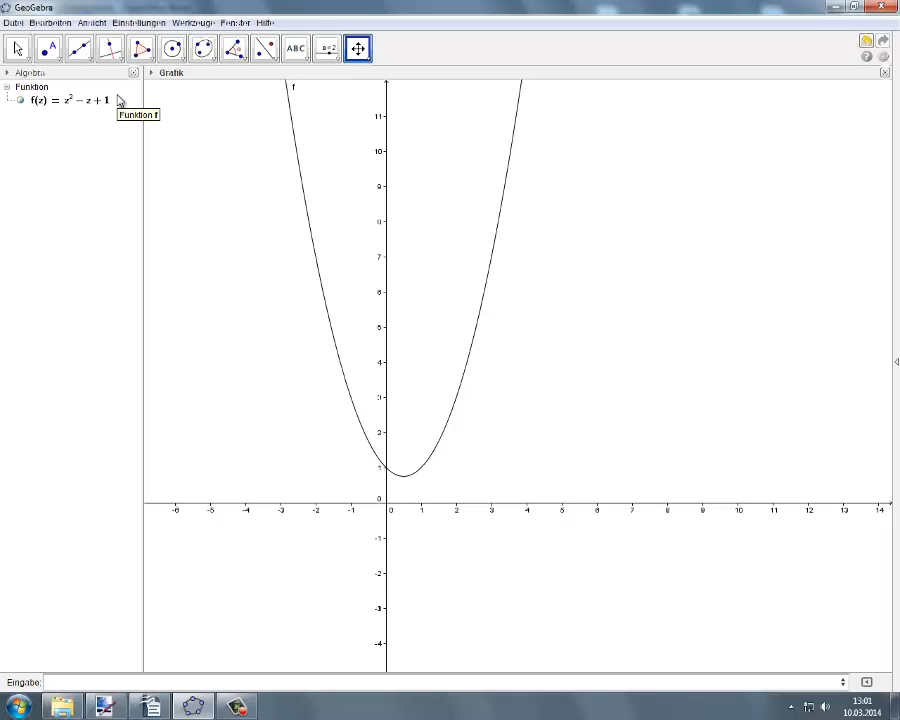 GeoGebra
Datei Bearbeiten Ansicht Einstellungen Werkzeuge Fenster Hilfe
ABC
a=2
Algebra
Grafik
Funktion
f(z) = z² − z + 1
Funktion f
f
11
10
9
8
7
6
5
4
3
2
1
0
-6 -5 -4 -3 -2 -1 0 1 2 3 4 5 6 7 8 9 10 11 12 13 14
-1
-2
-3
-4
Eingabe:
13:01
10.03.2014